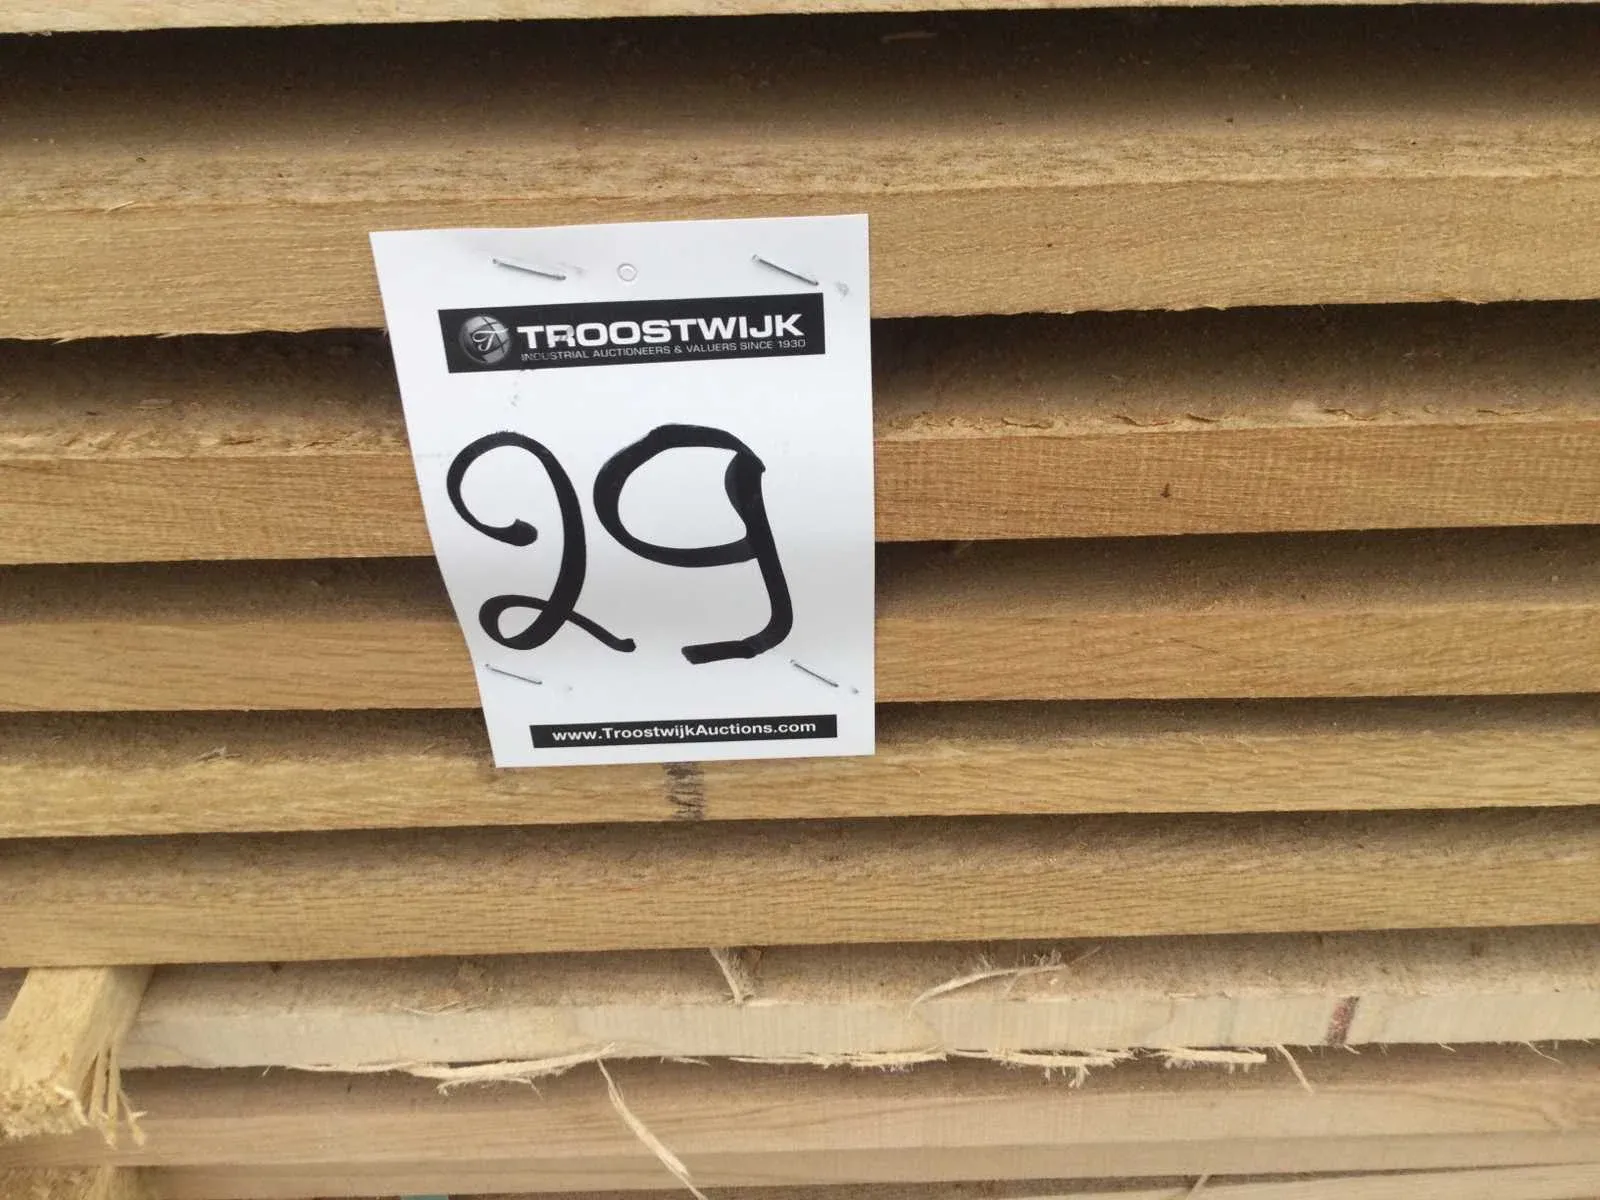 TROOSTWIJK
INDUSTRIAL AUCTIONEERS & VALUERS SINCE 1930
29
www.TroostwijkAuctions.com